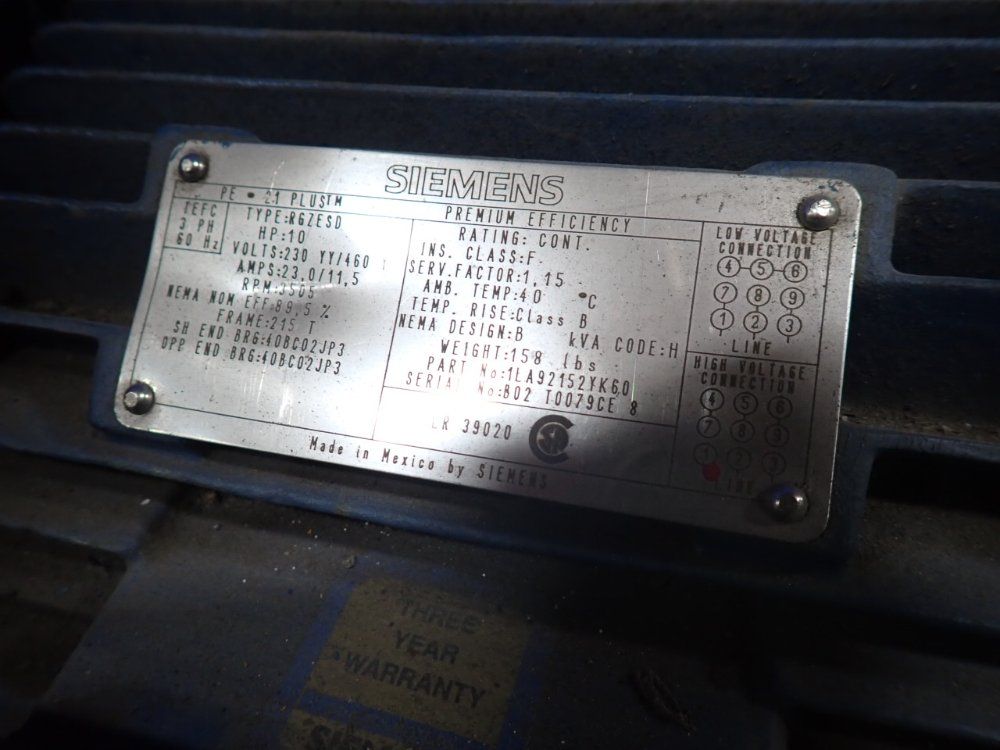 SIEMENS
PE • 21 PLUS™
PREMIUM EFFICIENCY
TEFC
3 PH
60 Hz
TYPE:RGZESD
HP:10
VOLTS:230 YY/460
AMPS:23,0/11,5
RPM:3505
NEMA NOM EFF:89,5 %
FRAME:215 T
SH END BRG:40BC02JP3
OPP END BRG:40BC02JP3
RATING: CONT.
INS. CLASS:F.
SERV.FACTOR:1,15
AMB. TEMP:40 °C
TEMP. RISE:Class B
NEMA DESIGN:B kVA CODE:H
WEIGHT:158 lbs
PART No:1LA92152YK60
SERIAL No:B02 T0079CE 8
LR 39020
Made in Mexico by SIEMENS
LOW VOLTAGE
CONNECTION
4-5-6
7 8 9
1 2 3
LINE
HIGH VOLTAGE
CONNECTION
4 5 6
7 8 9
1 2 3
LINE
THREE
YEAR
WARRANTY